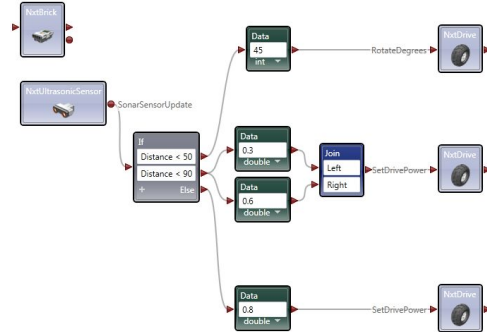 NxtBrick
Data
45
int
RotateDegrees
NxtDrive
NxtUltrasonicSensor
SonarSensorUpdate
If
Distance < 50
Distance < 90
+ Else
Data
0.3
double
Data
0.6
double
Join
Left
Right
SetDrivePower
NxtDrive
Data
0.8
double
SetDrivePower
NxtDrive